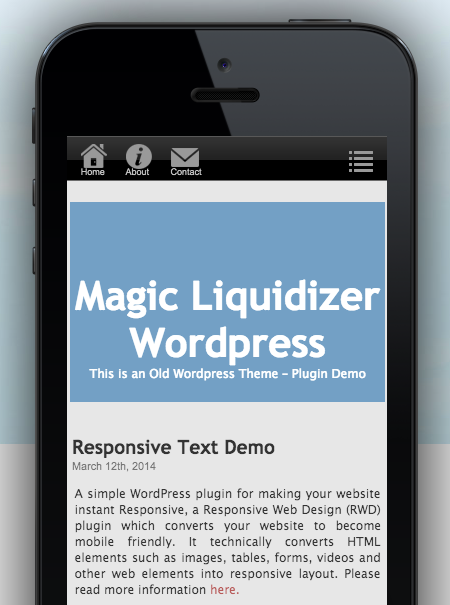 Home About Contact
Magic Liquidizer
Wordpress
This is an Old Wordpress Theme – Plugin Demo
Responsive Text Demo
March 12th, 2014
A simple WordPress plugin for making your website
instant Responsive, a Responsive Web Design (RWD)
plugin which converts your website to become
mobile friendly. It technically converts HTML
elements such as images, tables, forms, videos and
other web elements into responsive layout. Please
read more information here.